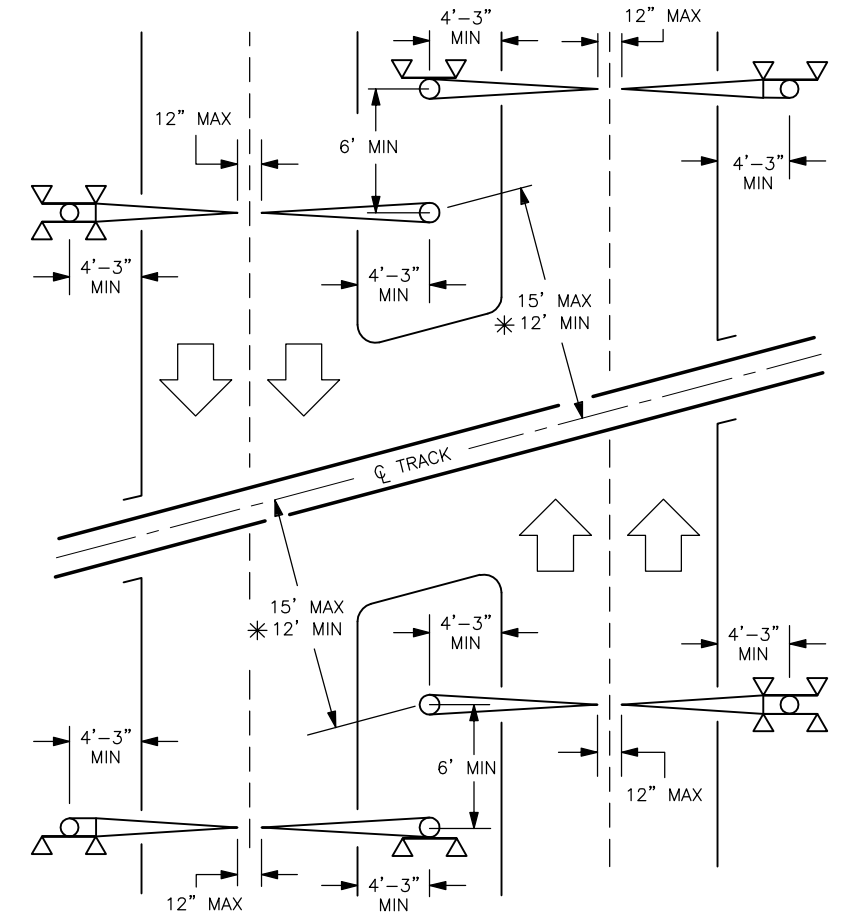 4'-3"
MIN
12" MAX
12" MAX
6' MIN
4'-3"
MIN
4'-3"
MIN
4'-3"
MIN
15' MAX
✳ 12' MIN
℄ TRACK
15' MAX
✳ 12' MIN
4'-3"
MIN
4'-3"
MIN
4'-3"
MIN
6' MIN
12" MAX
12" MAX
4'-3"
MIN